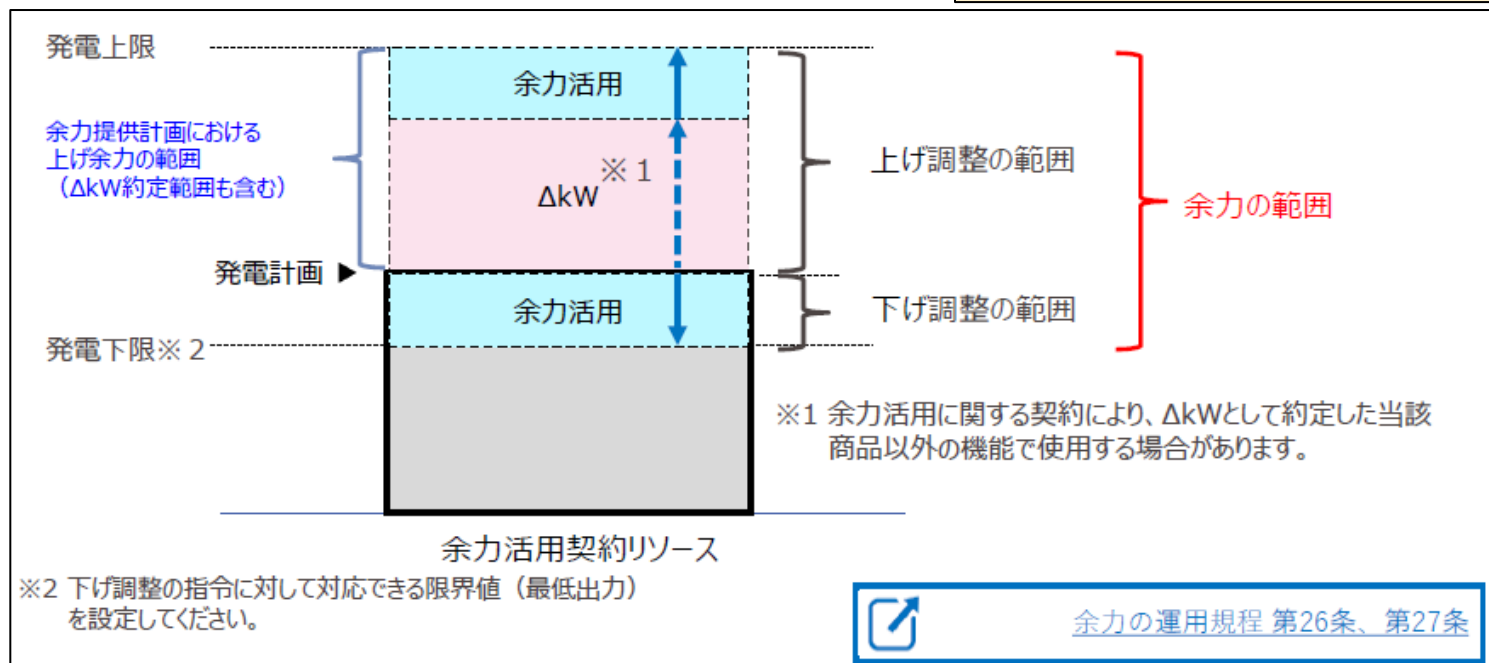 発電上限
余力活用
余力提供計画における
上げ余力の範囲
（ΔkW約定範囲も含む）
※１
ΔkW
上げ調整の範囲
余力の範囲
発電計画 ▶
余力活用
下げ調整の範囲
発電下限※２
※1 余力活用に関する契約により、ΔkWとして約定した当該
商品以外の機能で使用する場合があります。
余力活用契約リソース
※2 下げ調整の指令に対して対応できる限界値（最低出力）
を設定してください。
余力の運用規程 第26条、第27条